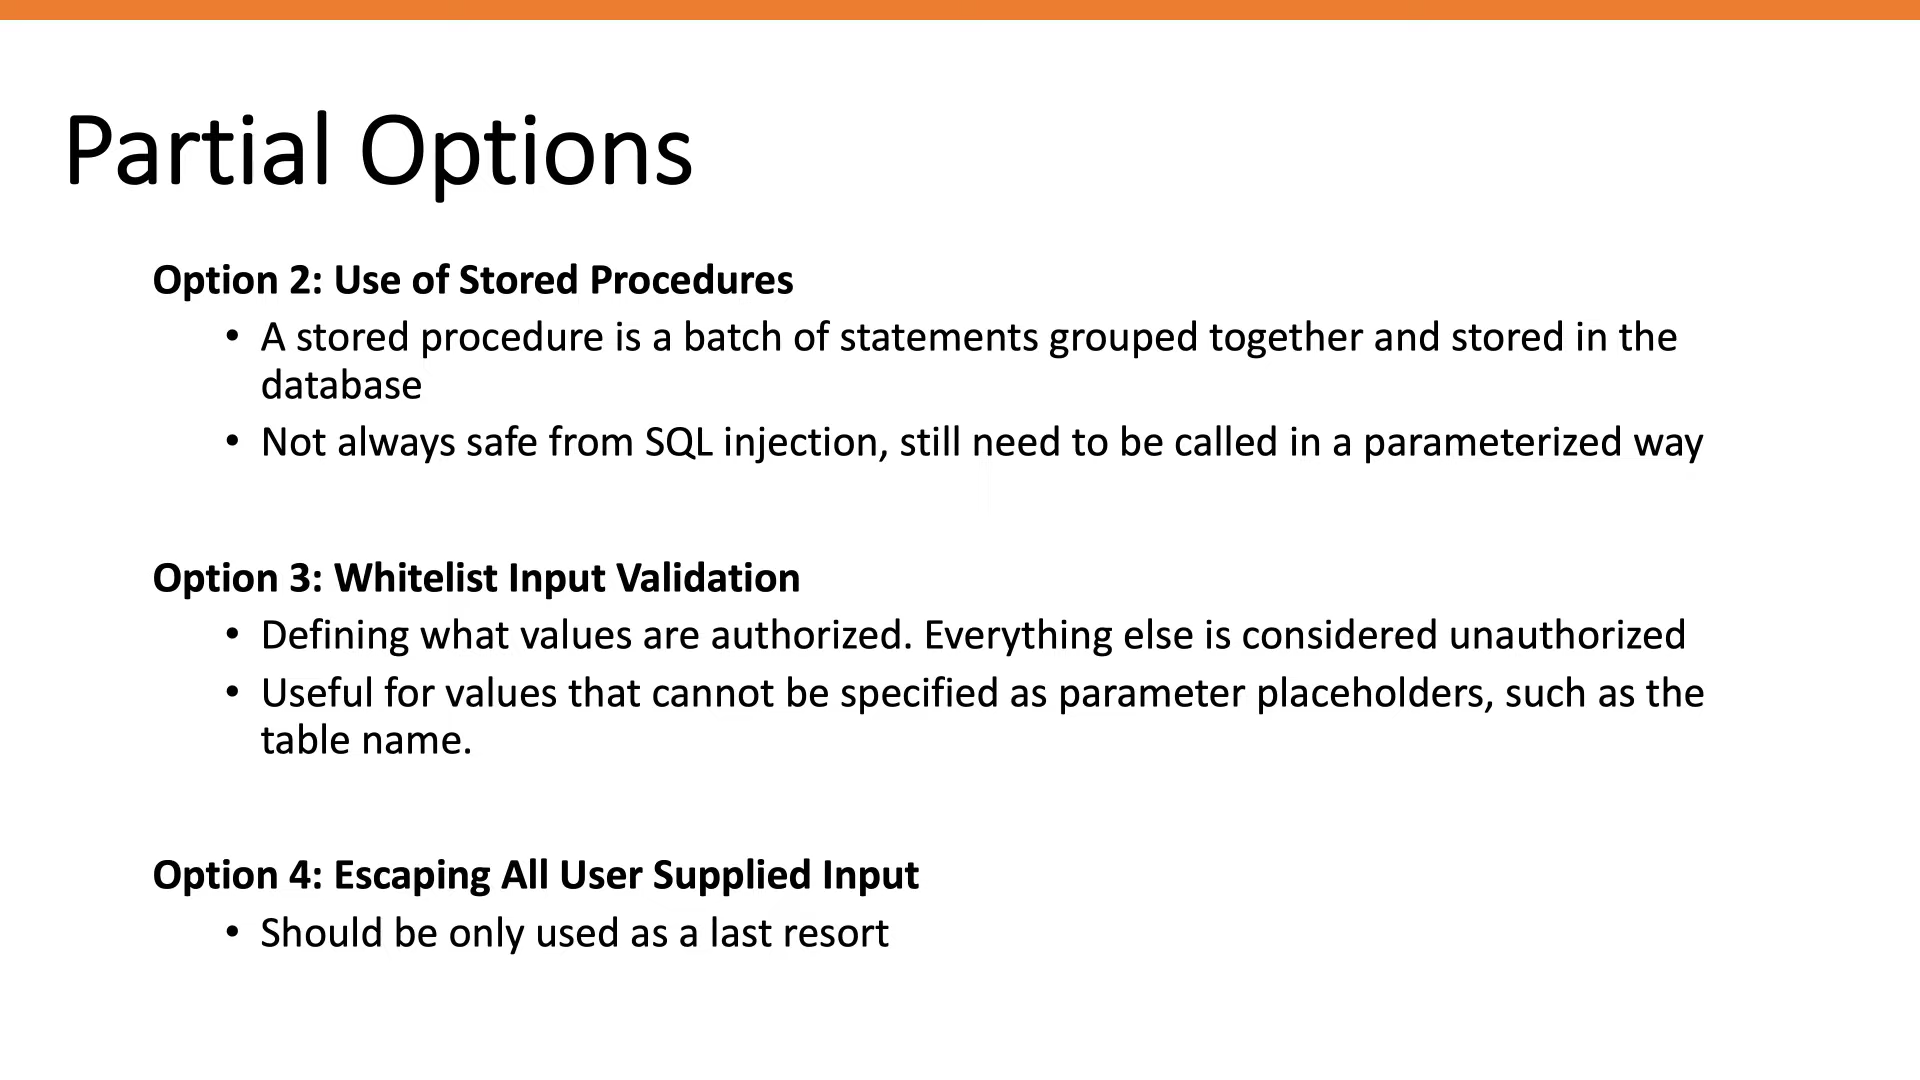 Partial Options
Option 2: Use of Stored Procedures
• A stored procedure is a batch of statements grouped together and stored in the
database
• Not always safe from SQL injection, still need to be called in a parameterized way
Option 3: Whitelist Input Validation
• Defining what values are authorized. Everything else is considered unauthorized
• Useful for values that cannot be specified as parameter placeholders, such as the
table name.
Option 4: Escaping All User Supplied Input
• Should be only used as a last resort